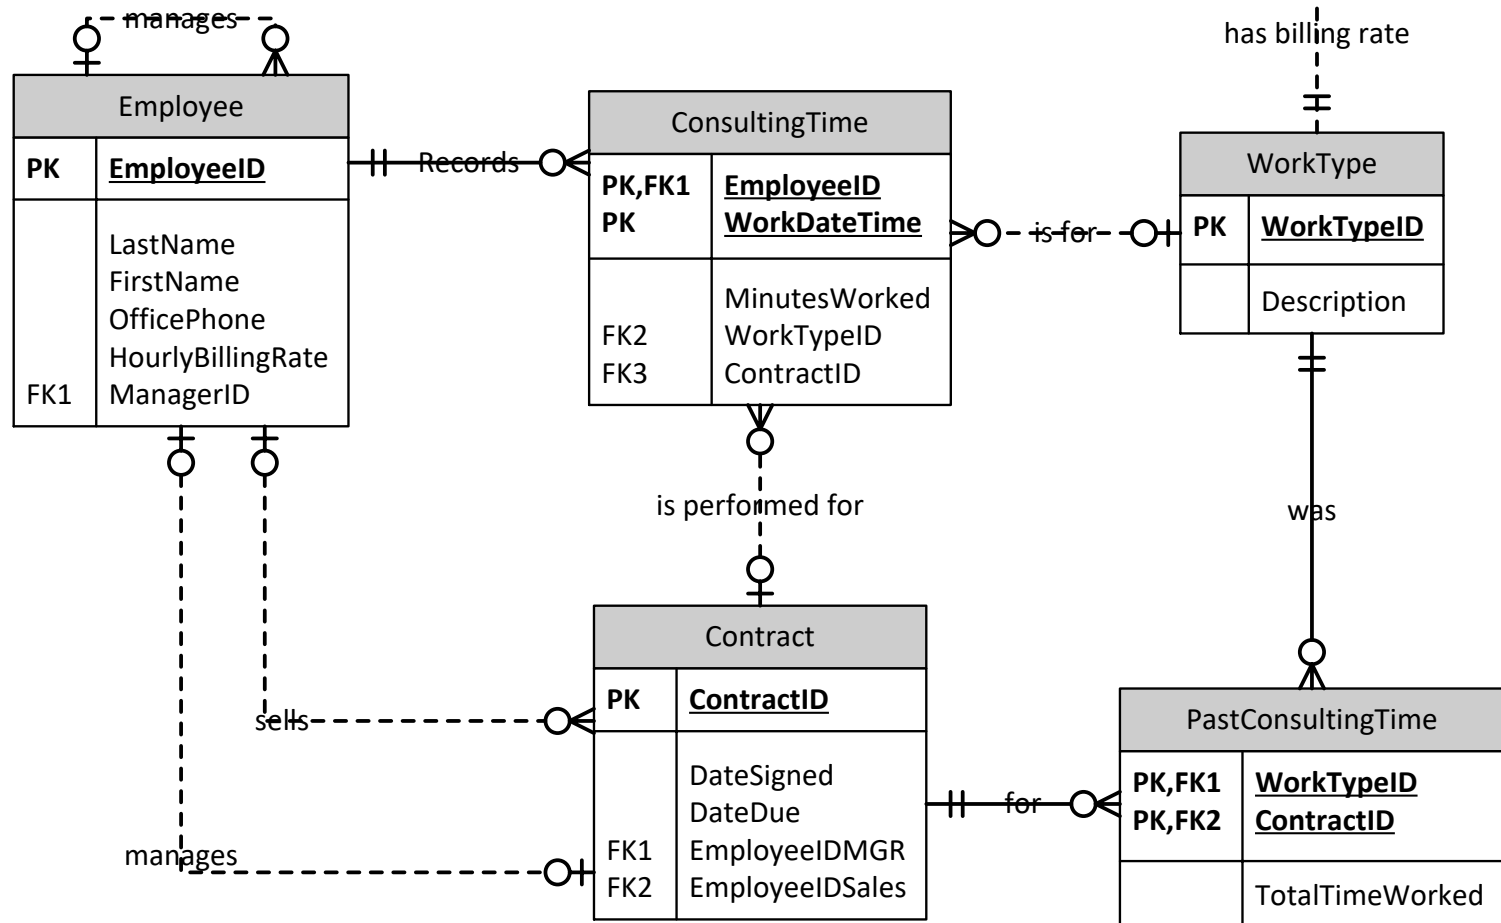 manages
has billing rate
Employee
PK EmployeeID
LastName
FirstName
OfficePhone
HourlyBillingRate
FK1 ManagerID
Records
ConsultingTime
PK,FK1 EmployeeID
PK WorkDateTime
MinutesWorked
FK2 WorkTypeID
FK3 ContractID
is for
WorkType
PK WorkTypeID
Description
is performed for
was
sells
manages
Contract
PK ContractID
DateSigned
DateDue
FK1 EmployeeIDMGR
FK2 EmployeeIDSales
for
PastConsultingTime
PK,FK1 WorkTypeID
PK,FK2 ContractID
TotalTimeWorked